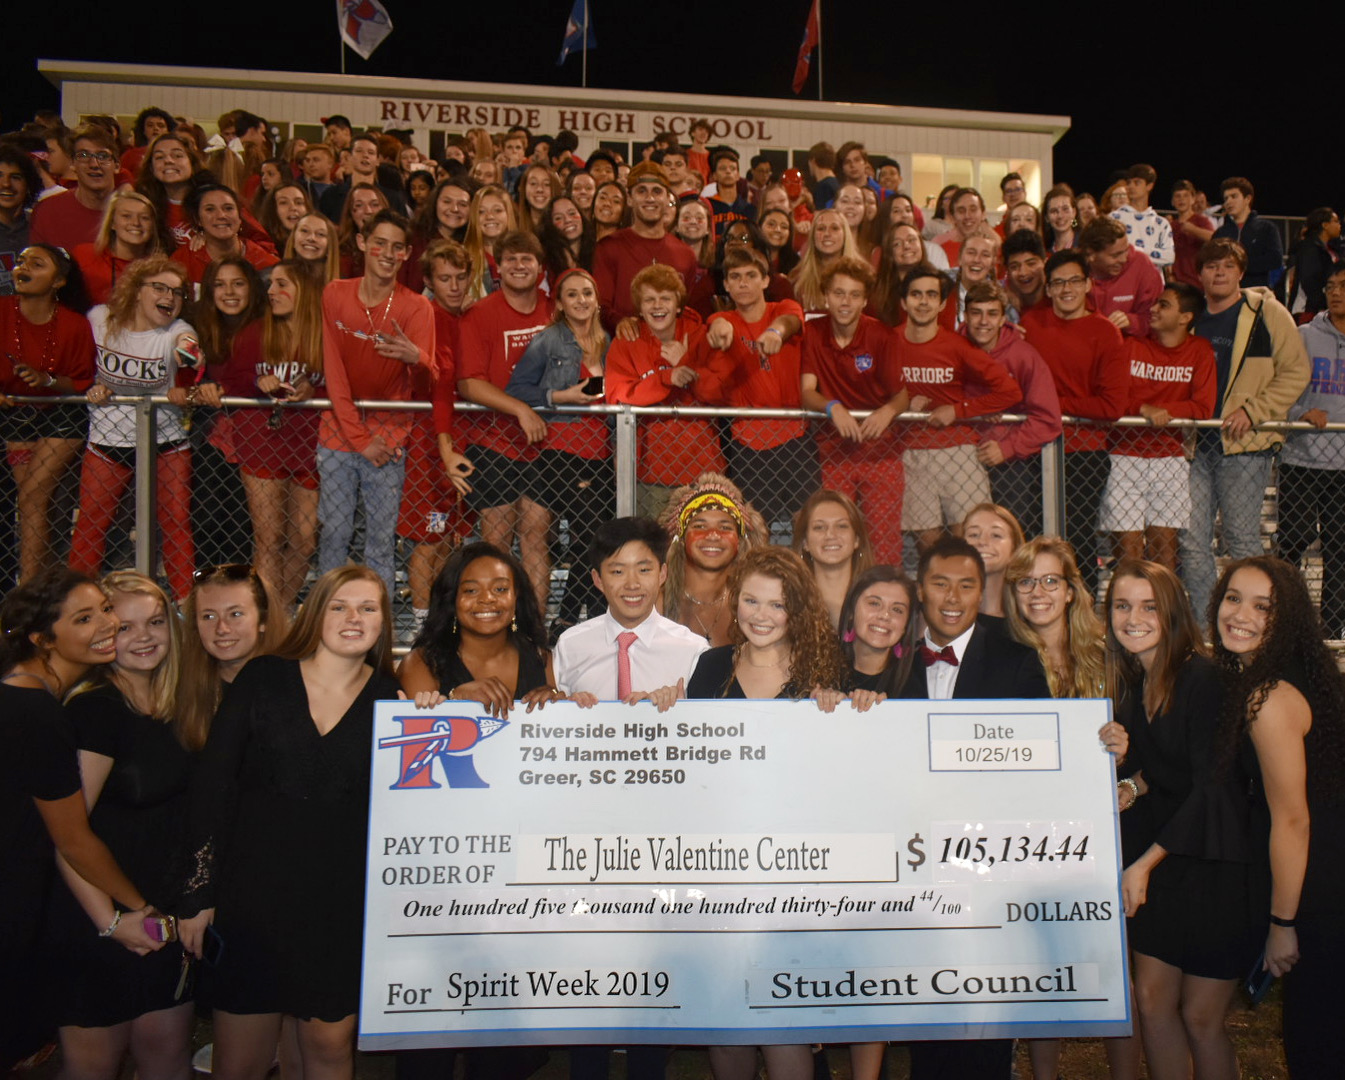 RIVERSIDE HIGH SCHOOL
OCKS
RRIORS
WARRIORS
R
Riverside High School
794 Hammett Bridge Rd
Greer, SC 29650
Date
10/25/19
PAY TO THE
ORDER OF The Julie Valentine Center $ 105,134.44
One hundred five thousand one hundred thirty-four and 44/100 DOLLARS
For Spirit Week 2019 Student Council